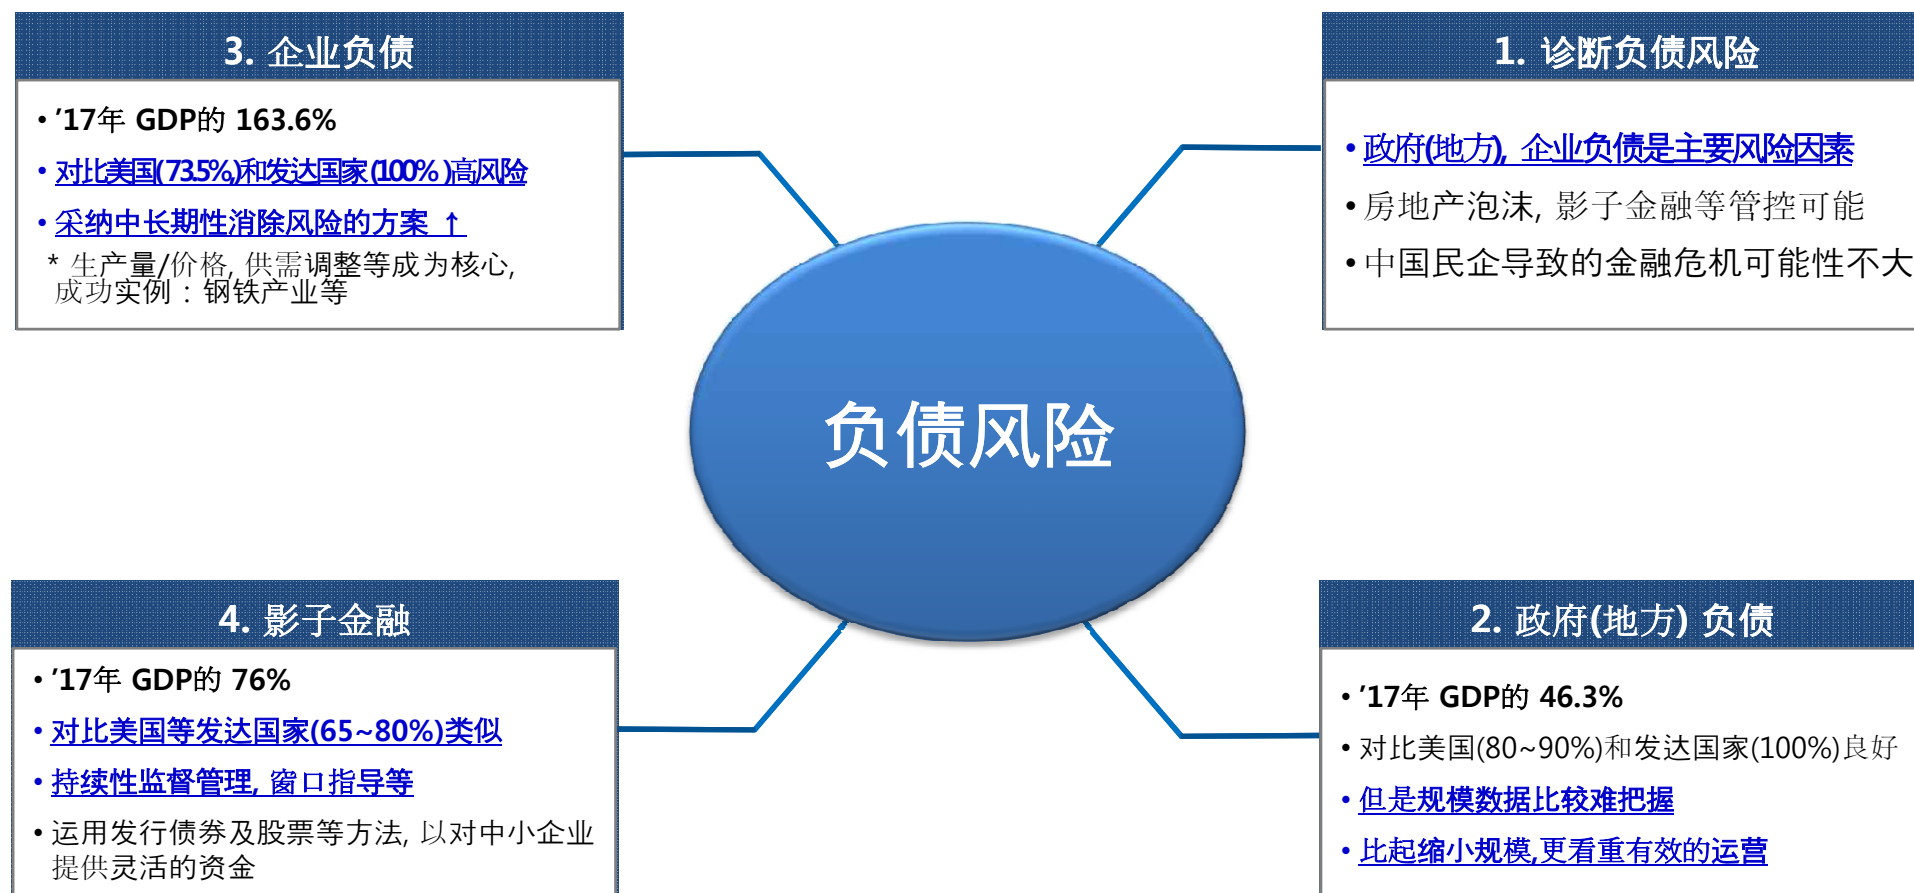 3. 企业负债
• '17年 GDP的 163.6%
• 对比美国(73.5%)和发达国家(100% )高风险
• 采纳中长期性消除风险的方案 ↑
* 生产量/价格, 供需调整等成为核心,
成功实例 : 钢铁产业等
1. 诊断负债风险
• 政府(地方), 企业负债是主要风险因素
• 房地产泡沫, 影子金融等管控可能
• 中国民企导致的金融危机可能性不大
负债风险
4. 影子金融
• '17年 GDP的 76%
• 对比美国等发达国家(65~80%)类似
• 持续性监督管理, 窗口指导等
• 运用发行债券及股票等方法, 以对中小企业
提供灵活的资金
2. 政府(地方) 负债
• '17年 GDP的 46.3%
• 对比美国(80~90%)和发达国家(100%)良好
• 但是规模数据比较难把握
• 比起缩小规模,更看重有效的运营